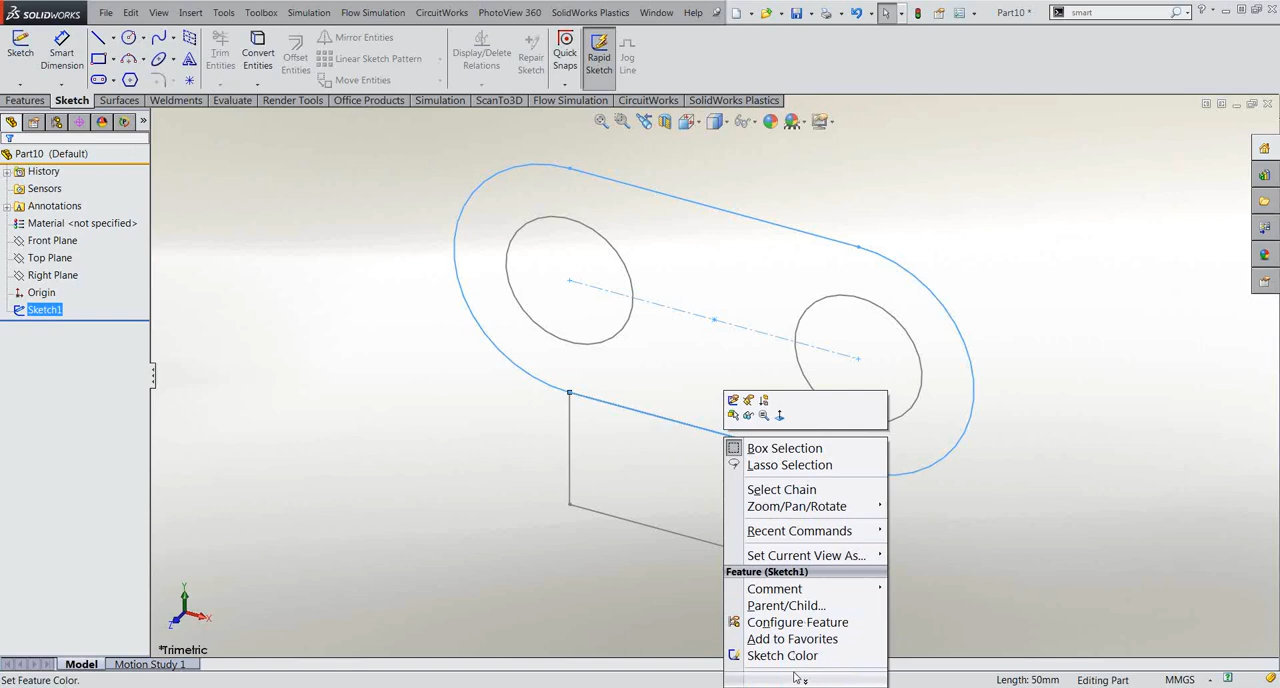 SOLIDWORKS File Edit View Insert Tools Toolbox Simulation Flow Simulation CircuitWorks PhotoView 360 SolidWorks Plastics Window Help Part10 * smart
Sketch Smart Dimension Trim Entities Convert Entities Offset Entities Mirror Entities Linear Sketch Pattern Move Entities Display/Delete Relations Repair Sketch Quick Snaps Rapid Sketch Jog Line
Features Sketch Surfaces Weldments Evaluate Render Tools Office Products Simulation ScanTo3D Flow Simulation CircuitWorks SolidWorks Plastics
Part10 (Default)
History
Sensors
Annotations
Material <not specified>
Front Plane
Top Plane
Right Plane
Origin
Sketch1
Box Selection
Lasso Selection
Select Chain
Zoom/Pan/Rotate
Recent Commands
Set Current View As...
Feature (Sketch1)
Comment
Parent/Child...
Configure Feature
Add to Favorites
Sketch Color
Y
X
Z
*Trimetric
Model Motion Study 1
Set Feature Color. Length: 50mm Editing Part MMGS